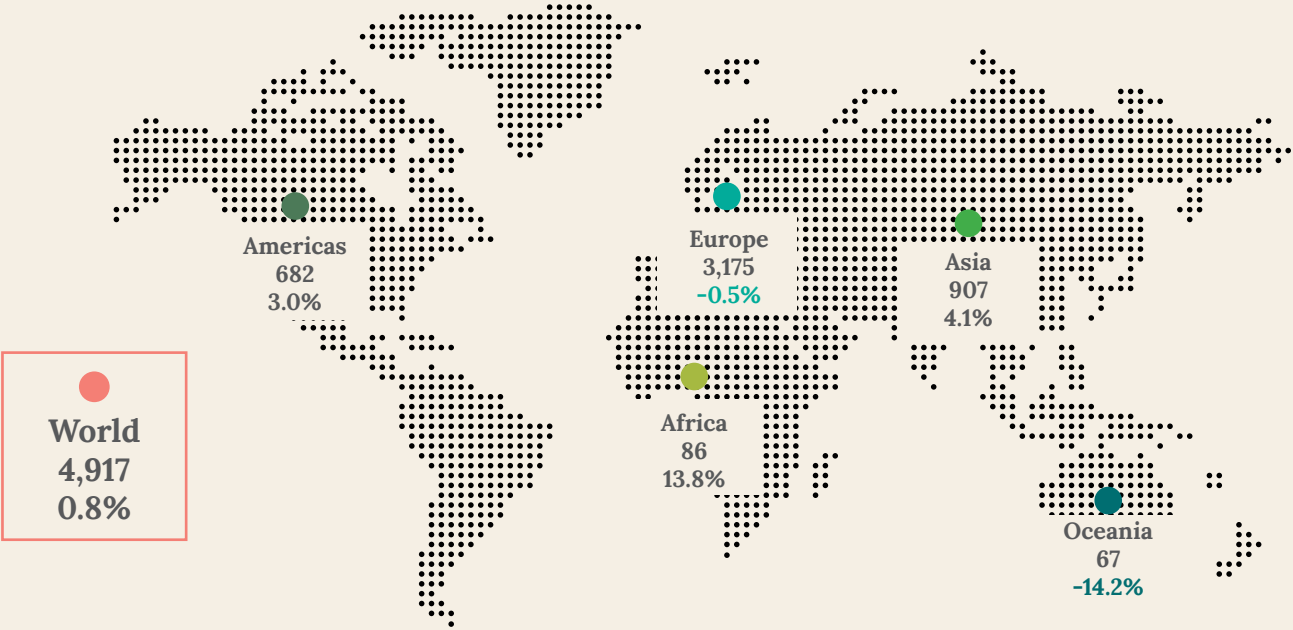 Americas
682
3.0%
Europe
3,175
-0.5%
Asia
907
4.1%
World
4,917
0.8%
Africa
86
13.8%
Oceania
67
-14.2%